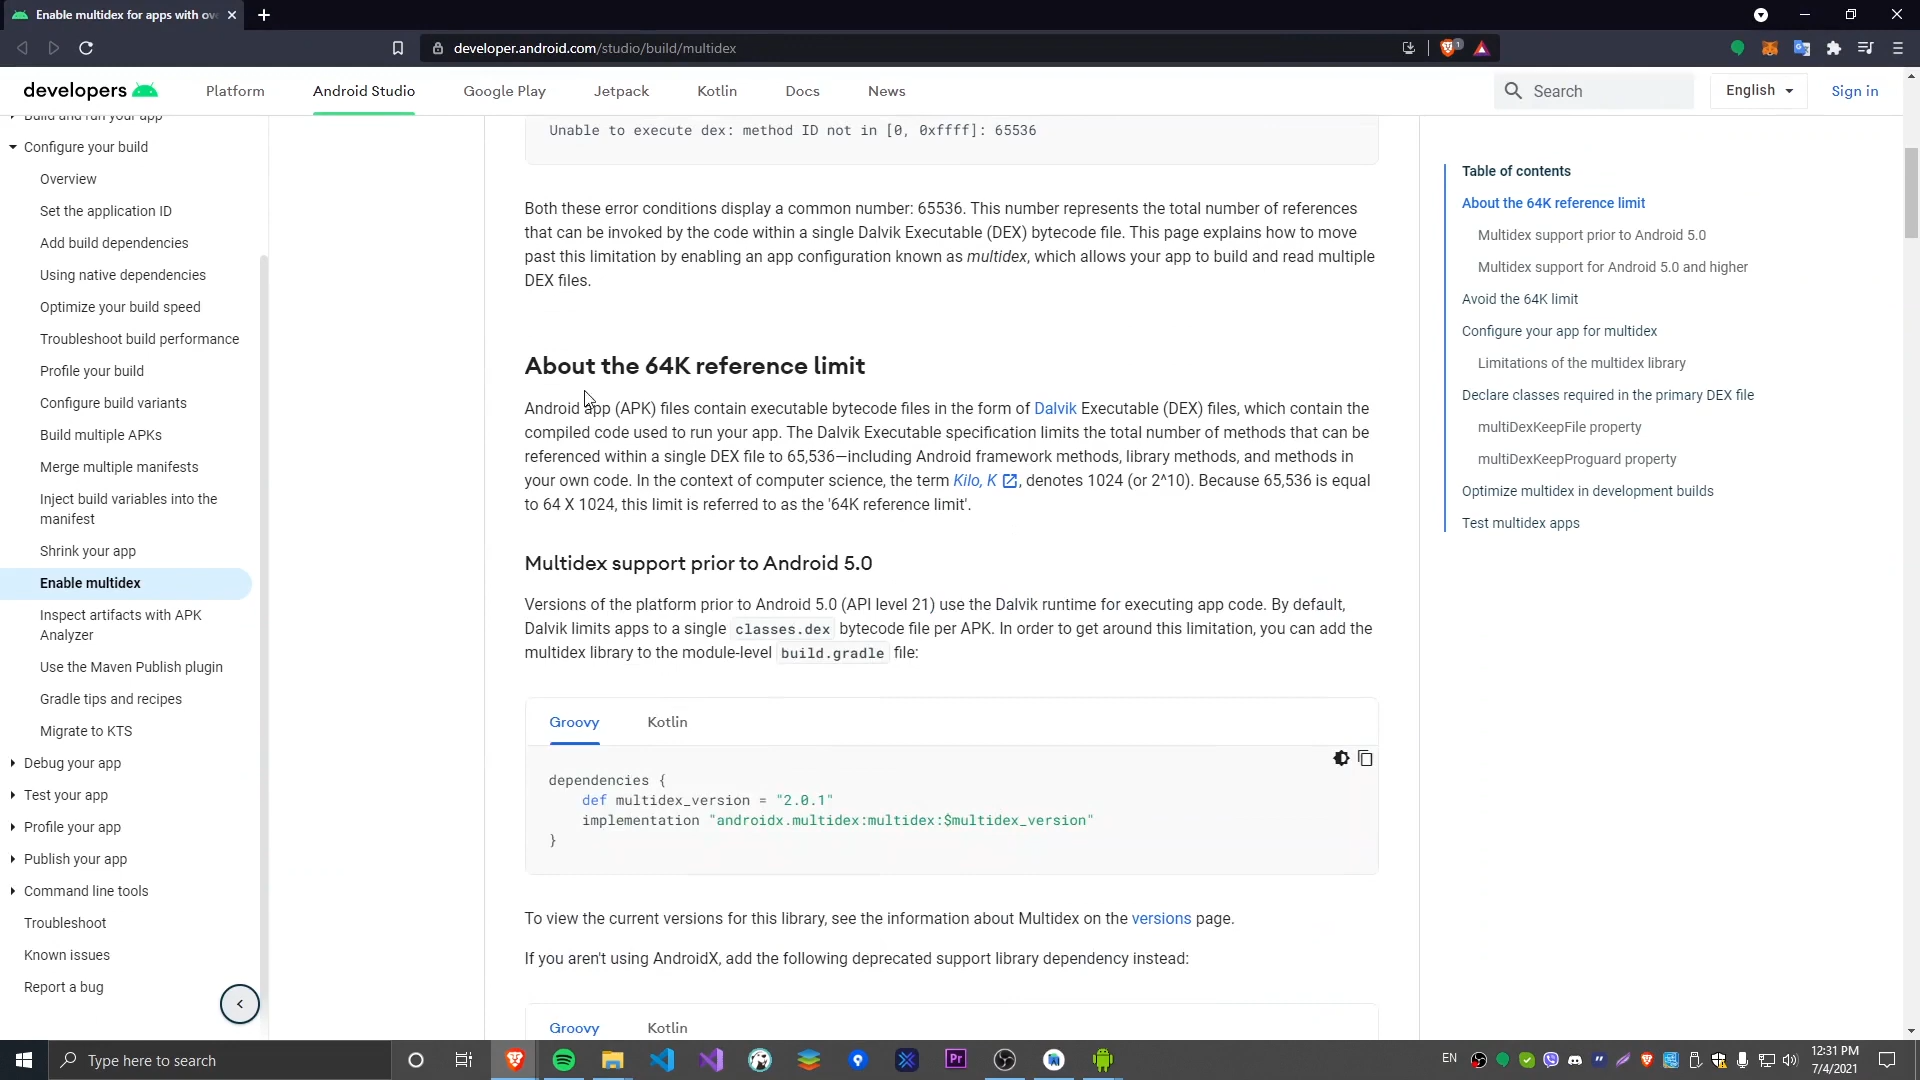 Enable multidex for apps with ov
developer.android.com/studio/build/multidex
1
developers
Platform
Android Studio
Google Play
Jetpack
Kotlin
Docs
News
Search
English
Sign in
Build and run your app
Configure your build
Overview
Set the application ID
Add build dependencies
Using native dependencies
Optimize your build speed
Troubleshoot build performance
Profile your build
Configure build variants
Build multiple APKs
Merge multiple manifests
Inject build variables into the
manifest
Shrink your app
Enable multidex
Inspect artifacts with APK
Analyzer
Use the Maven Publish plugin
Gradle tips and recipes
Migrate to KTS
Debug your app
Test your app
Profile your app
Publish your app
Command line tools
Troubleshoot
Known issues
Report a bug
Unable to execute dex: method ID not in [0, 0xffff]: 65536
Both these error conditions display a common number: 65536. This number represents the total number of references
that can be invoked by the code within a single Dalvik Executable (DEX) bytecode file. This page explains how to move
past this limitation by enabling an app configuration known as multidex, which allows your app to build and read multiple
DEX files.
About the 64K reference limit
Android app (APK) files contain executable bytecode files in the form of Dalvik Executable (DEX) files, which contain the
compiled code used to run your app. The Dalvik Executable specification limits the total number of methods that can be
referenced within a single DEX file to 65,536—including Android framework methods, library methods, and methods in
your own code. In the context of computer science, the term Kilo, K , denotes 1024 (or 2^10). Because 65,536 is equal
to 64 X 1024, this limit is referred to as the '64K reference limit'.
Multidex support prior to Android 5.0
Versions of the platform prior to Android 5.0 (API level 21) use the Dalvik runtime for executing app code. By default,
Dalvik limits apps to a single classes.dex bytecode file per APK. In order to get around this limitation, you can add the
multidex library to the module-level build.gradle file:
Groovy
Kotlin
dependencies {
def multidex_version = "2.0.1"
implementation "androidx.multidex:multidex:$multidex_version"
}
To view the current versions for this library, see the information about Multidex on the versions page.
If you aren't using AndroidX, add the following deprecated support library dependency instead:
Groovy
Kotlin
Table of contents
About the 64K reference limit
Multidex support prior to Android 5.0
Multidex support for Android 5.0 and higher
Avoid the 64K limit
Configure your app for multidex
Limitations of the multidex library
Declare classes required in the primary DEX file
multiDexKeepFile property
multiDexKeepProguard property
Optimize multidex in development builds
Test multidex apps
Type here to search
Pr
EN
12:31 PM
7/4/2021